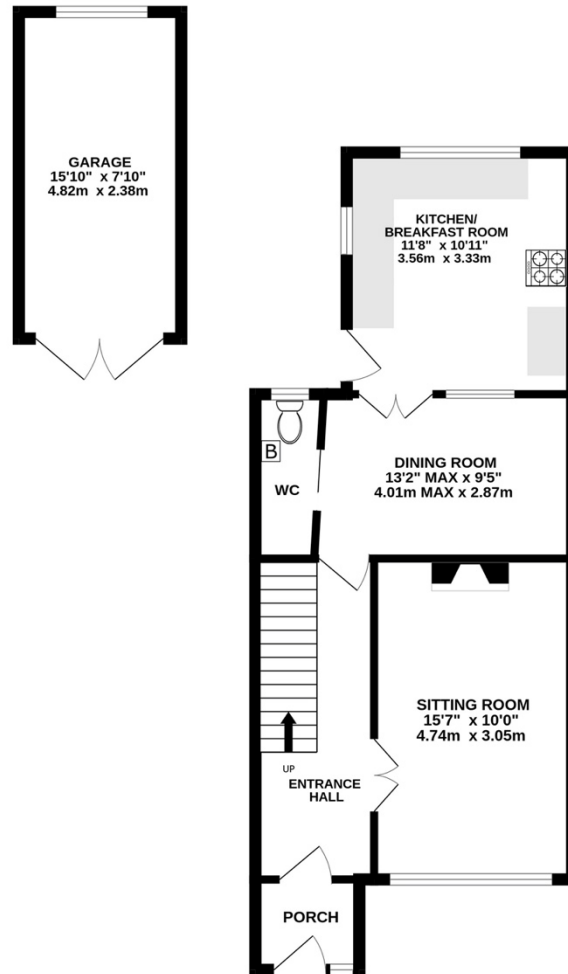 GARAGE
15'10" x 7'10"
4.82m x 2.38m
KITCHEN/
BREAKFAST ROOM
11'8" x 10'11"
3.56m x 3.33m
B
WC
DINING ROOM
13'2" MAX x 9'5"
4.01m MAX x 2.87m
SITTING ROOM
15'7" x 10'0"
4.74m x 3.05m
UP
ENTRANCE
HALL
PORCH